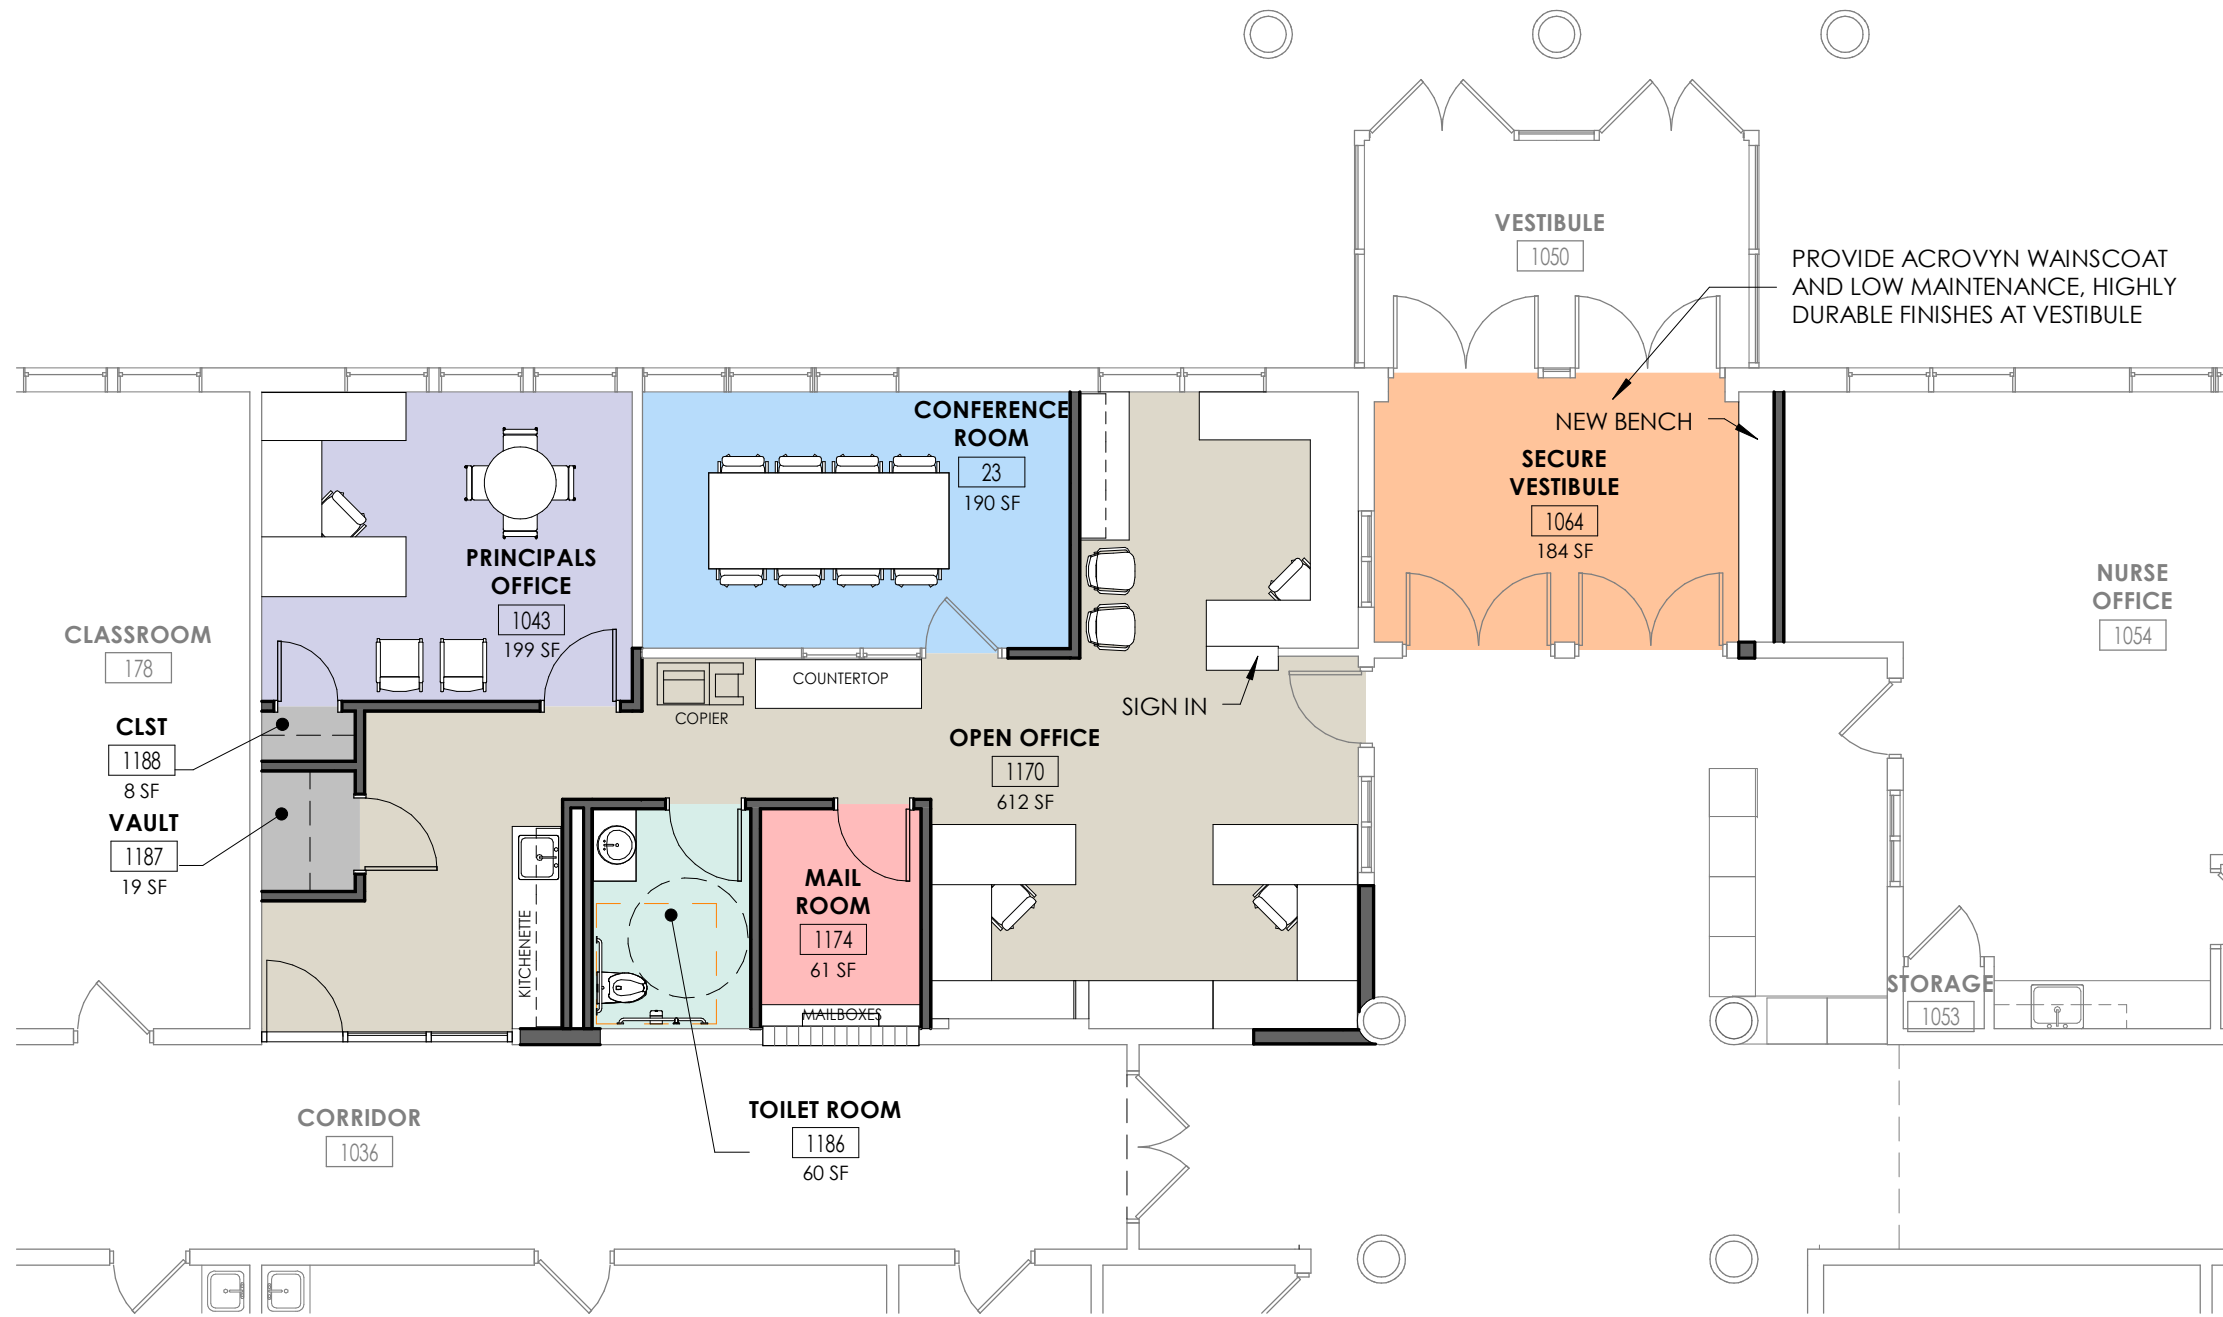 VESTIBULE
1050
PROVIDE ACROVYN WAINSCOAT
AND LOW MAINTENANCE, HIGHLY
DURABLE FINISHES AT VESTIBULE
CONFERENCE
ROOM
23
190 SF
NEW BENCH
SECURE
VESTIBULE
1064
184 SF
PRINCIPALS
OFFICE
1043
199 SF
NURSE
OFFICE
1054
CLASSROOM
178
COUNTERTOP
COPIER
SIGN IN
CLST
1188
8 SF
OPEN OFFICE
1170
612 SF
VAULT
1187
19 SF
KITCHENETTE
MAIL
ROOM
1174
61 SF
MAILBOXES
STORAGE
1053
CORRIDOR
1036
TOILET ROOM
1186
60 SF